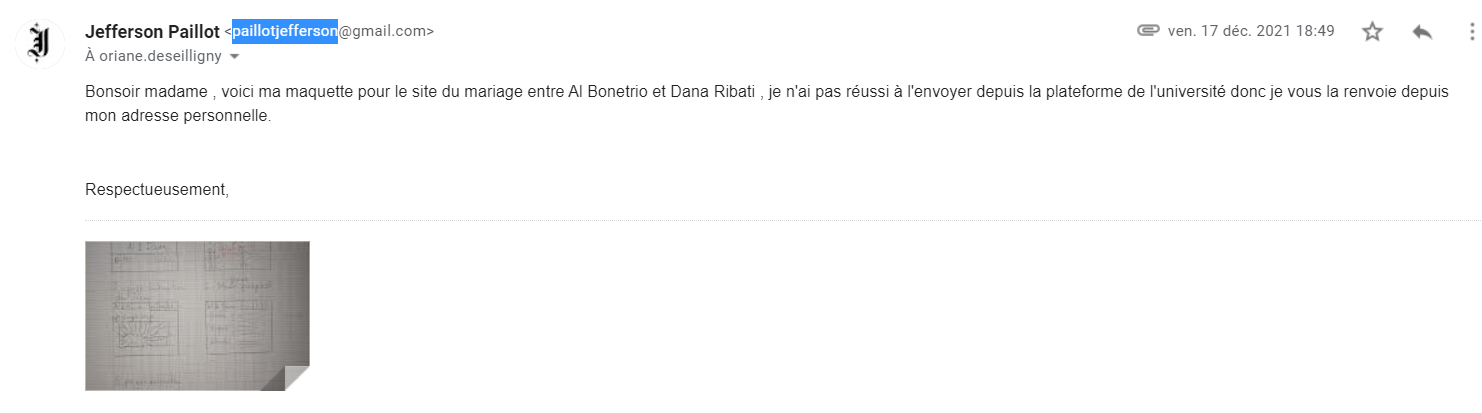 Jefferson Paillot <paillotjefferson@gmail.com>
ven. 17 déc. 2021 18:49
À oriane.deseilligny
Bonsoir madame , voici ma maquette pour le site du mariage entre Al Bonetrio et Dana Ribati , je n'ai pas réussi à l'envoyer depuis la plateforme de l'université donc je vous la renvoie depuis
mon adresse personnelle.
Respectueusement,